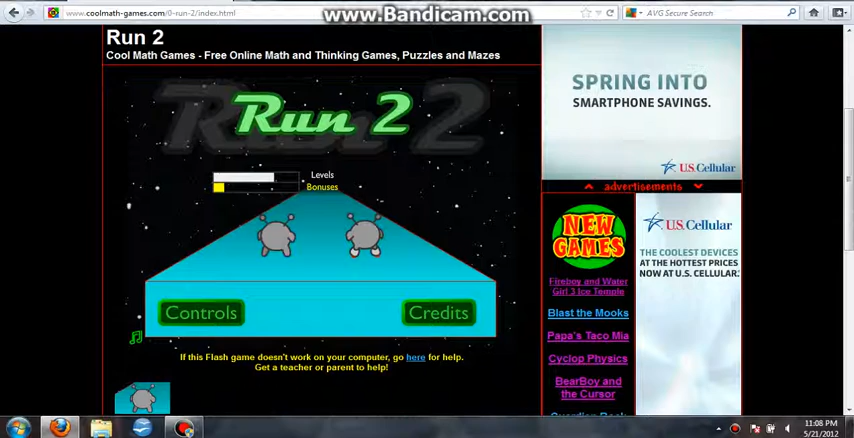 www.coolmath-games.com/0-run-2/index.html
www.Bandicam.com
AVG Secure Search
Run 2
Cool Math Games - Free Online Math and Thinking Games, Puzzles and Mazes
Run 2
Levels
Bonuses
Controls
Credits
If this Flash game doesn't work on your computer, go here for help.
Get a teacher or parent to help!
SPRING INTO
SMARTPHONE SAVINGS.
U.S. Cellular
advertisements
NEW
GAMES
Fireboy and Water
Girl 3 Ice Temple
Blast the Mooks
Papa's Taco Mia
Cyclop Physics
BearBoy and
the Cursor
U.S. Cellular
THE COOLEST DEVICES
AT THE HOTTEST PRICES
NOW AT U.S. CELLULAR.
11:08 PM
5/21/2012